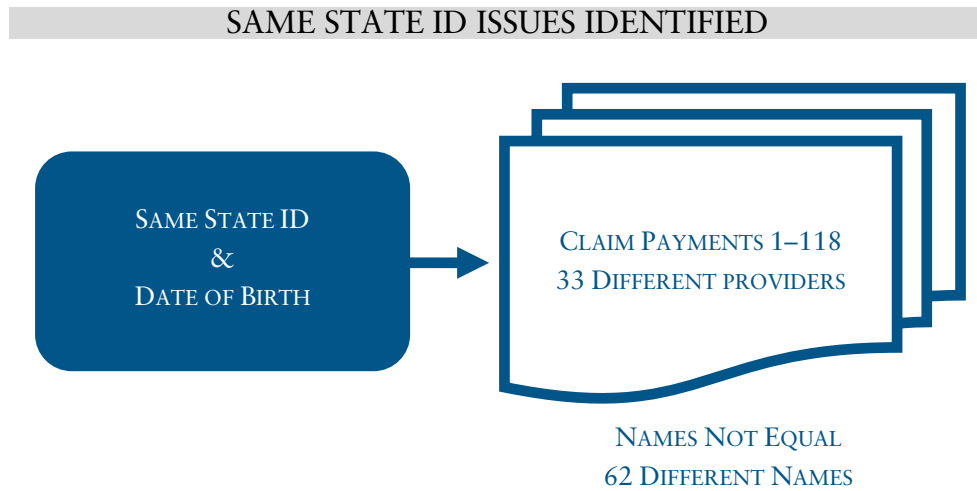 SAME STATE ID ISSUES IDENTIFIED
SAME STATE ID
&
DATE OF BIRTH
CLAIM PAYMENTS 1–118
33 DIFFERENT PROVIDERS
NAMES NOT EQUAL
62 DIFFERENT NAMES